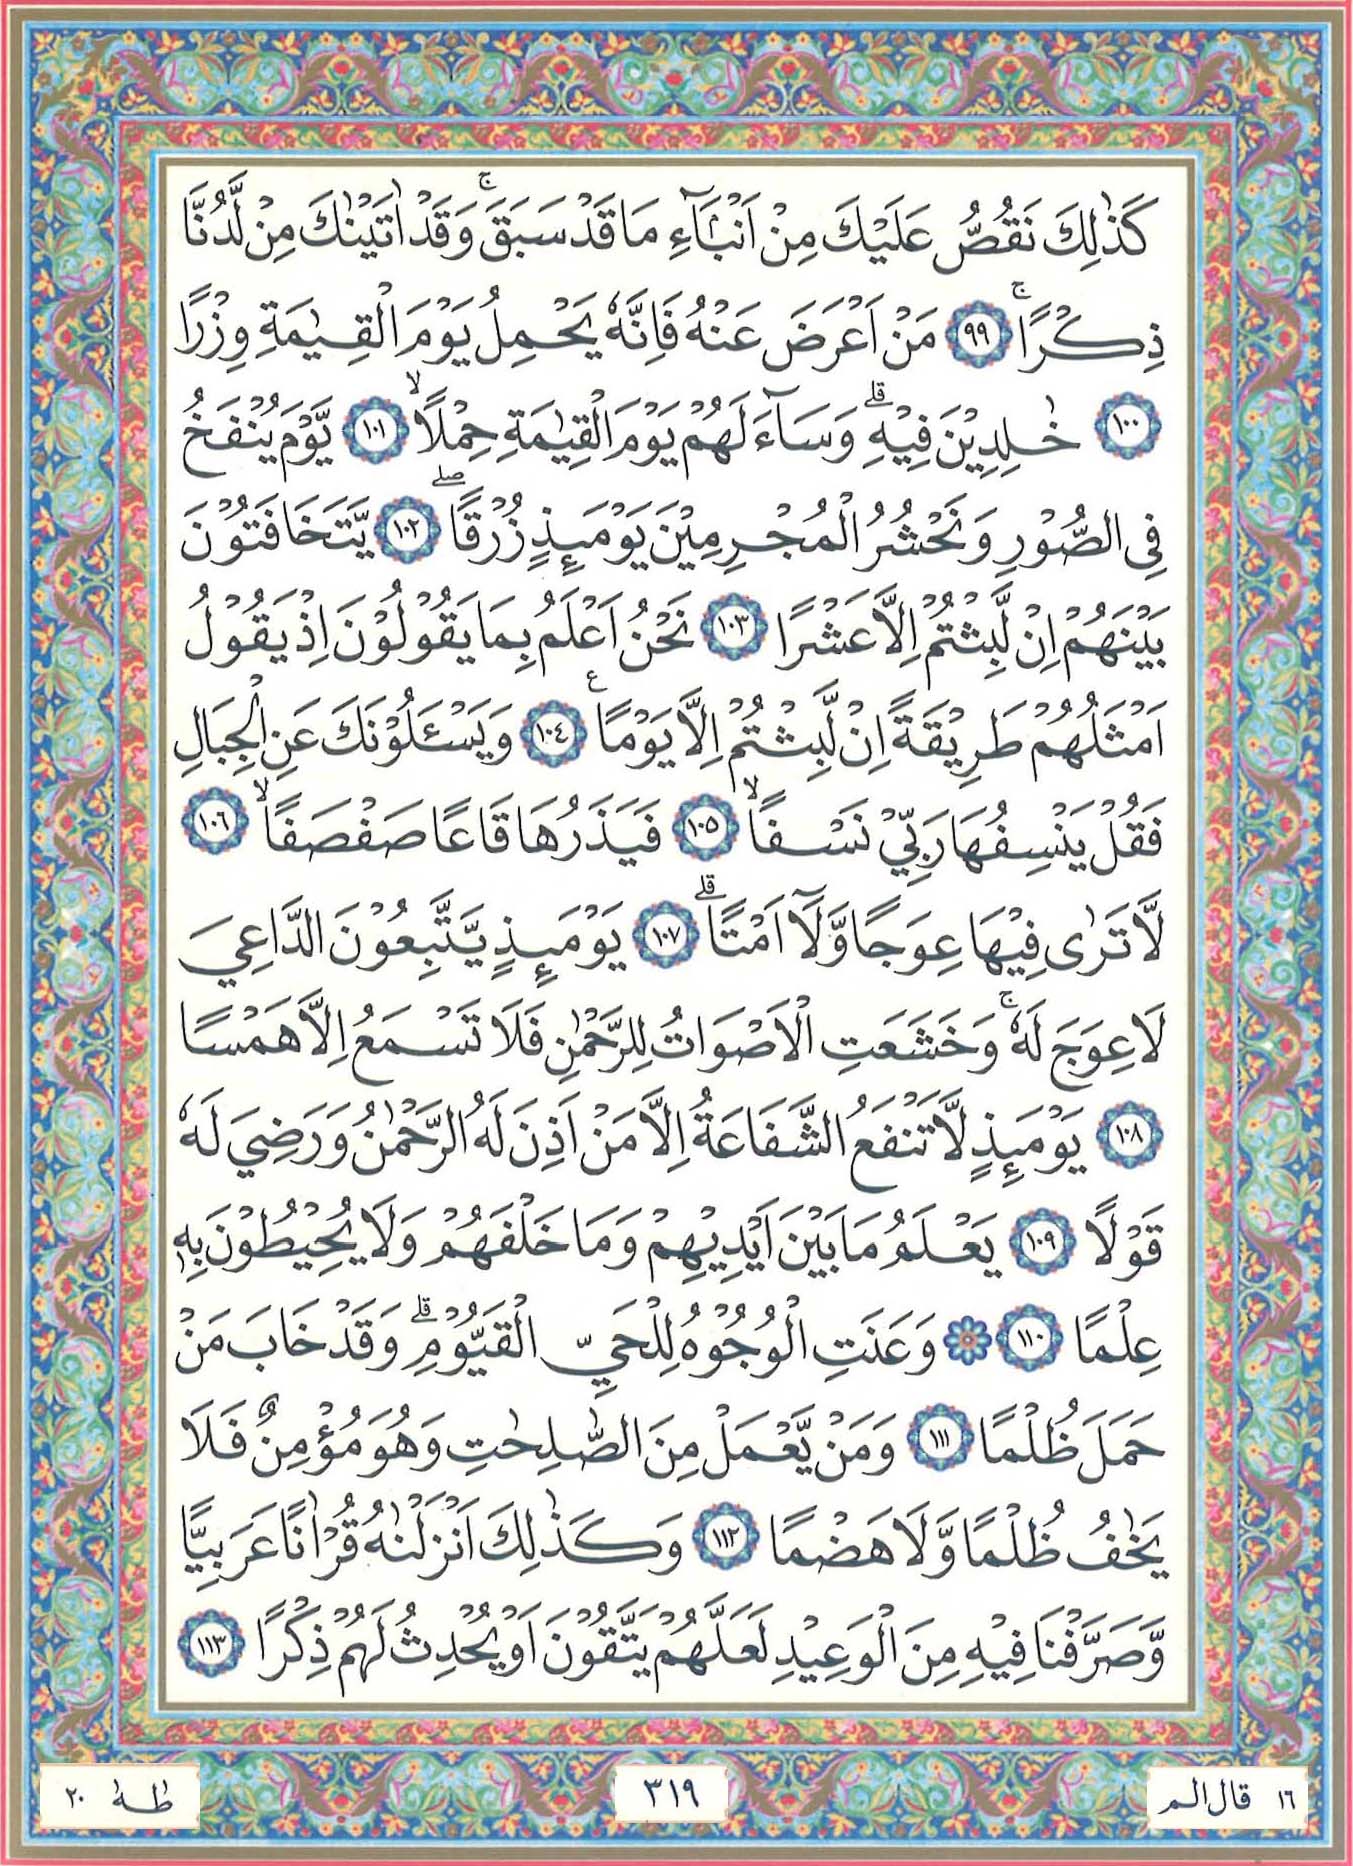 كَذٰلِكَ نَقُصُّ عَلَيْكَ مِنْ اَنْۢبَآءِ مَا قَدْ سَبَقَ ۚ وَقَدْ اٰتَيْنٰكَ مِنْ لَّدُنَّا
ذِكْرًا ۚ ٩٩ مَنْ اَعْرَضَ عَنْهُ فَاِنَّهٗ يَحْمِلُ يَوْمَ الْقِيٰمَةِ وِزْرًا
١٠٠ خٰلِدِيْنَ فِيْهِ ۗ وَسَآءَ لَهُمْ يَوْمَ الْقِيٰمَةِ حِمْلًا ۙ ١٠١ يَّوْمَ يُنْفَخُ
فِى الصُّوْرِ وَنَحْشُرُ الْمُجْرِمِيْنَ يَوْمَىِٕذٍ زُرْقًا ۖ ١٠٢ يَّتَخَافَتُوْنَ
بَيْنَهُمْ اِنْ لَّبِثْتُمْ اِلَّا عَشْرًا ١٠٣ نَحْنُ اَعْلَمُ بِمَا يَقُوْلُوْنَ اِذْ يَقُوْلُ
اَمْثَلُهُمْ طَرِيْقَةً اِنْ لَّبِثْتُمْ اِلَّا يَوْمًا ع ١٠٤ وَيَسْـَٔلُوْنَكَ عَنِ الْجِبَالِ
فَقُلْ يَنْسِفُهَا رَبِّيْ نَسْفًا ۙ ١٠٥ فَيَذَرُهَا قَاعًا صَفْصَفًا ۙ ١٠٦
لَّا تَرٰى فِيْهَا عِوَجًا وَّلَآ اَمْتًا ۗ ١٠٧ يَوْمَىِٕذٍ يَّتَّبِعُوْنَ الدَّاعِيَ
لَا عِوَجَ لَهٗ ۚ وَخَشَعَتِ الْاَصْوَاتُ لِلرَّحْمٰنِ فَلَا تَسْمَعُ اِلَّا هَمْسًا
١٠٨ يَوْمَىِٕذٍ لَّا تَنْفَعُ الشَّفَاعَةُ اِلَّا مَنْ اَذِنَ لَهُ الرَّحْمٰنُ وَرَضِيَ لَهٗ
قَوْلًا ١٠٩ يَعْلَمُ مَا بَيْنَ اَيْدِيْهِمْ وَمَا خَلْفَهُمْ وَلَا يُحِيْطُوْنَ بِهٖ
عِلْمًا ١١٠ ۞ وَعَنَتِ الْوُجُوْهُ لِلْحَيِّ الْقَيُّوْمِ ۗ وَقَدْ خَابَ مَنْ
حَمَلَ ظُلْمًا ١١١ وَمَنْ يَّعْمَلْ مِنَ الصّٰلِحٰتِ وَهُوَ مُؤْمِنٌ فَلَا
يَخٰفُ ظُلْمًا وَّلَا هَضْمًا ١١٢ وَكَذٰلِكَ اَنْزَلْنٰهُ قُرْاٰنًا عَرَبِيًّا
وَّصَرَّفْنَا فِيْهِ مِنَ الْوَعِيْدِ لَعَلَّهُمْ يَتَّقُوْنَ اَوْ يُحْدِثُ لَهُمْ ذِكْرًا ١١٣
١٦ قال الم ٣١٩ طٰهٰ ٢٠